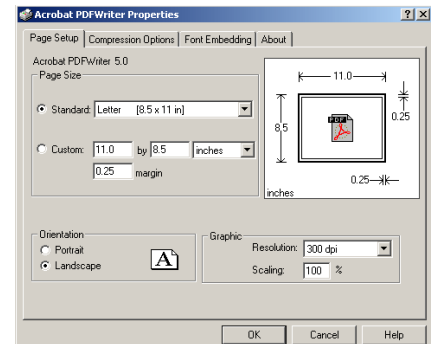 Acrobat PDFWriter Properties
Page Setup Compression Options Font Embedding About
Acrobat PDFWriter 5.0
Page Size
Standard: Letter [8.5 x 11 in]
Custom: 11.0 by 8.5 inches
0.25 margin
11.0
0.25
8.5
PDF
0.25
inches
Orientation
Portrait
Landscape
A
Graphic
Resolution: 300 dpi
Scaling: 100 %
OK Cancel Help